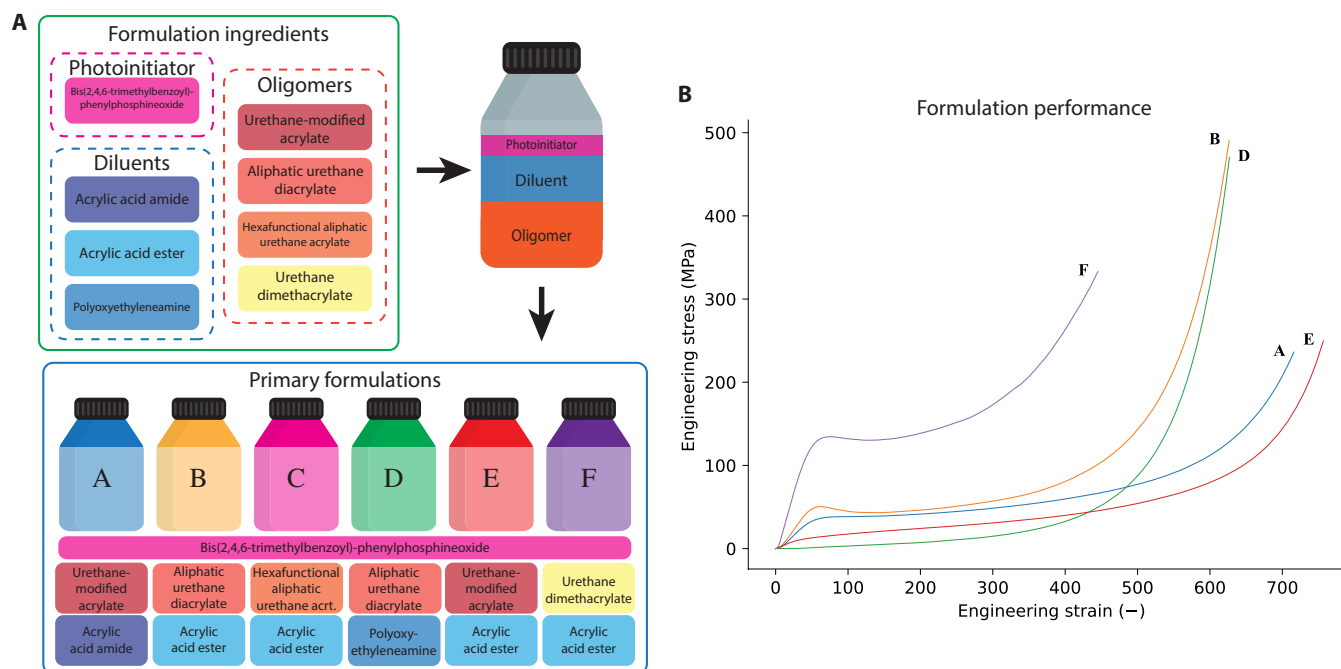 A
Formulation ingredients
Photoinitiator
Bis(2,4,6-trimethylbenzoyl)-
phenylphosphineoxide
Diluents
Acrylic acid amide
Acrylic acid ester
Polyoxyethyleneamine
Oligomers
Urethane-modified
acrylate
Aliphatic urethane
diacrylate
Hexafunctional aliphatic
urethane acrylate
Urethane
dimethacrylate
Photoinitiator
Diluent
Oligomer
Primary formulations
A
B
C
D
E
F
Bis(2,4,6-trimethylbenzoyl)-phenylphosphineoxide
Urethane-
modified
acrylate
Aliphatic
urethane
diacrylate
Hexafunctional
aliphatic
urethane acrt.
Aliphatic
urethane
diacrylate
Urethane-
modified
acrylate
Urethane
dimethacrylate
Acrylic
acid amide
Acrylic
acid ester
Acrylic
acid ester
Polyoxy-
ethyleneamine
Acrylic
acid ester
Acrylic
acid ester
B
Formulation performance
Engineering stress (MPa)
500
400
300
200
100
0
B
D
F
A
E
0
100
200
300
400
500
600
700
Engineering strain (−)